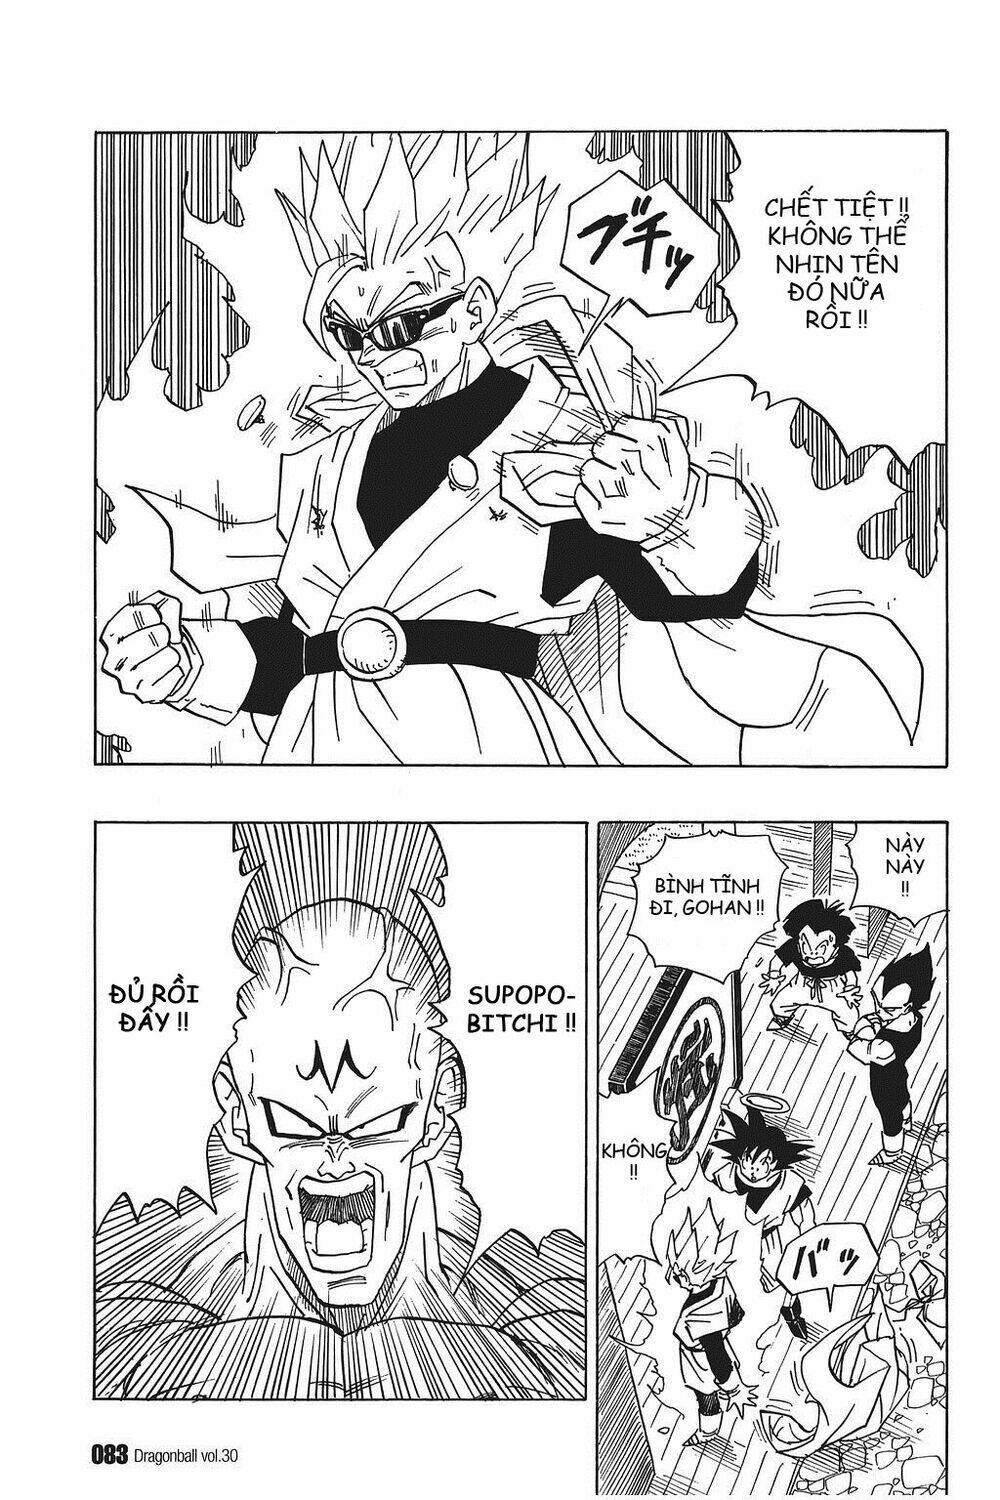 CHẾT TIỆT !!
KHÔNG THỂ
NHỊN TÊN
ĐÓ NỮA
RỒI !!
ブチッ
NÀY
NÀY
!!
BÌNH TĨNH
ĐI, GOHAN !!
KHÔNG
!!
バッ
SUPOPO-
BITCHI !!
ĐỦ RỒI
ĐẤY !!
083 Dragonball vol.30